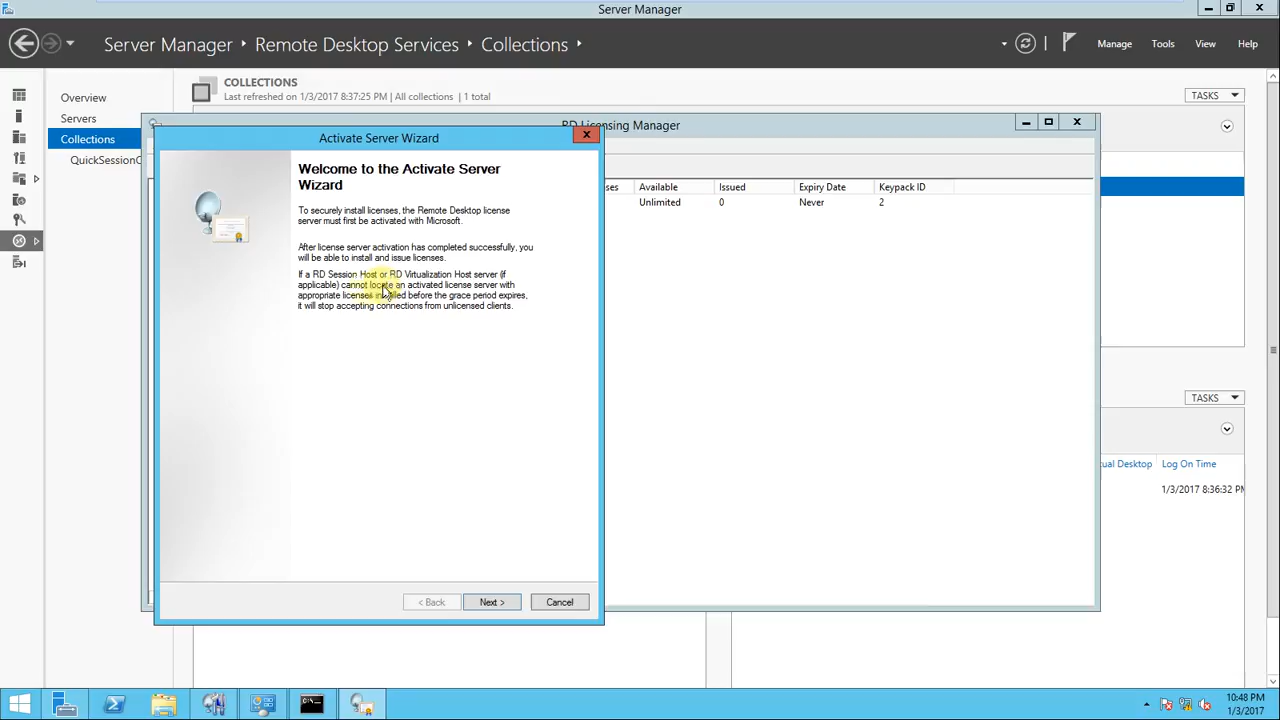 Server Manager
Server Manager
Remote Desktop Services
Collections
Manage
Tools
View
Help
Overview
Servers
Collections
QuickSessionC
COLLECTIONS
Last refreshed on 1/3/2017 8:37:25 PM | All collections | 1 total
TASKS
RD Licensing Manager
Available
Issued
Expiry Date
Keypack ID
Unlimited
0
Never
2
Activate Server Wizard
Welcome to the Activate Server
Wizard
To securely install licenses, the Remote Desktop license
server must first be activated with Microsoft.
After license server activation has completed successfully, you
will be able to install and issue licenses.
If a RD Session Host or RD Virtualization Host server (if
applicable) cannot locate an activated license server with
appropriate licenses installed before the grace period expires,
it will stop accepting connections from unlicensed clients.
< Back
Next >
Cancel
TASKS
Log On Time
1/3/2017 8:36:32 PM
10:48 PM
1/3/2017